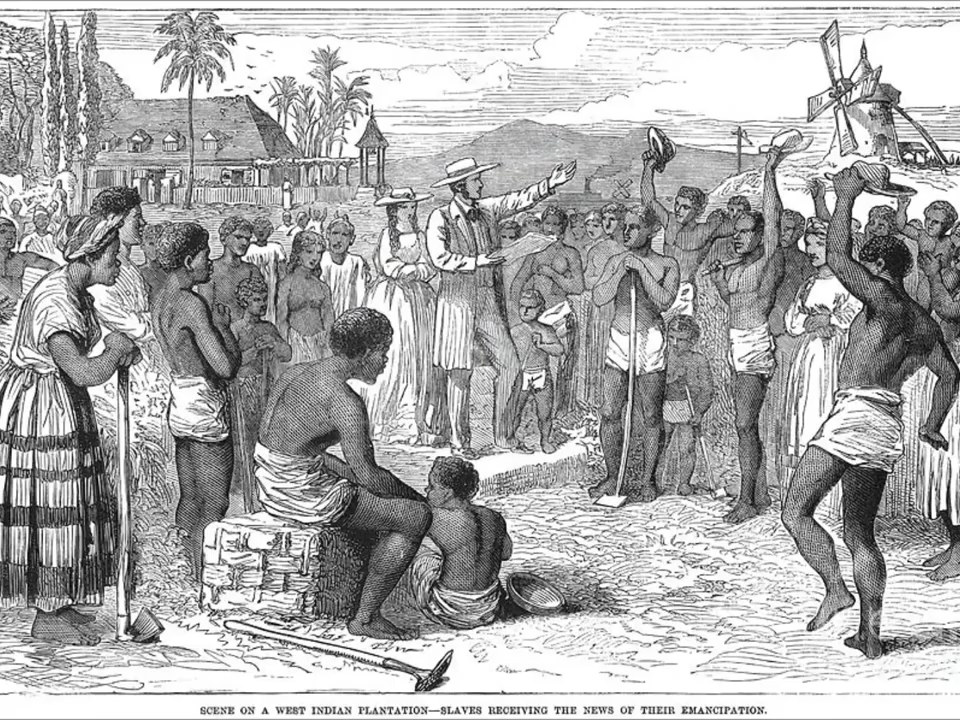 SCENE ON A WEST INDIAN PLANTATION—SLAVES RECEIVING THE NEWS OF THEIR EMANCIPATION.